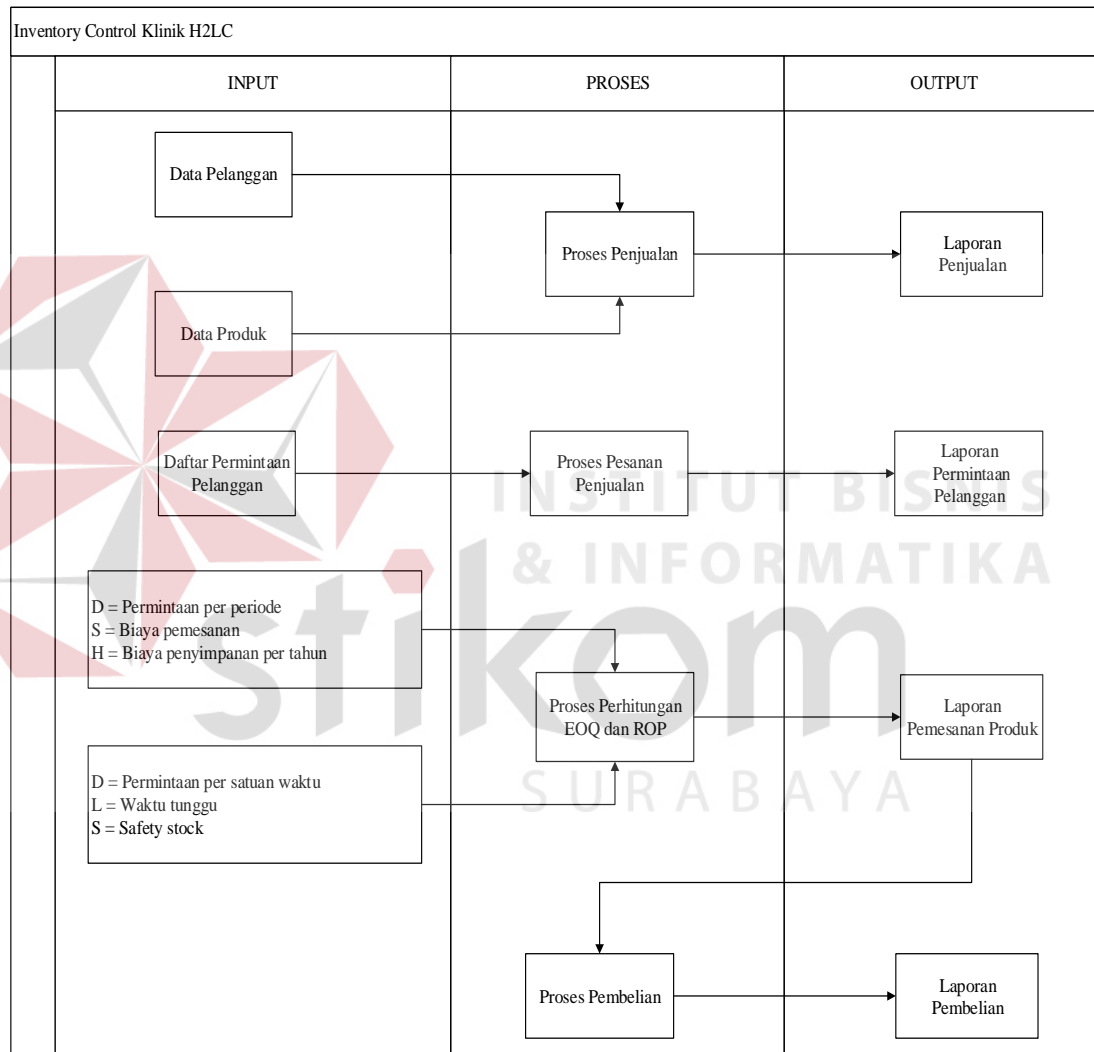 Inventory Control Klinik H2LC
INPUT
PROSES
OUTPUT
Data Pelanggan
Proses Penjualan
Laporan
Penjualan
Data Produk
Daftar Permintaan
Pelanggan
Proses Pesanan
Penjualan
Laporan
Permintaan
Pelanggan
INSTITUT BISNIS
& INFORMATIKA
stikom
SURABAYA
D = Permintaan per periode
S = Biaya pemesanan
H = Biaya penyimpanan per tahun
Proses Perhitungan
EOQ dan ROP
Laporan
Pemesanan Produk
D = Permintaan per satuan waktu
L = Waktu tunggu
S = Safety stock
Proses Pembelian
Laporan
Pembelian